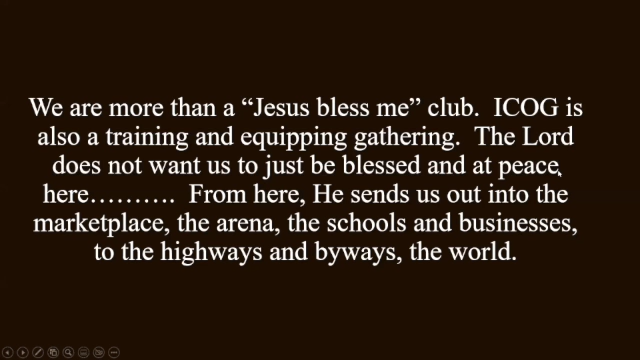 We are more than a “Jesus bless me” club.  ICOG is
also a training and equipping gathering.  The Lord
does not want us to just be blessed and at peace,
here……….  From here, He sends us out into the
marketplace, the arena, the schools and businesses,
to the highways and byways, the world.